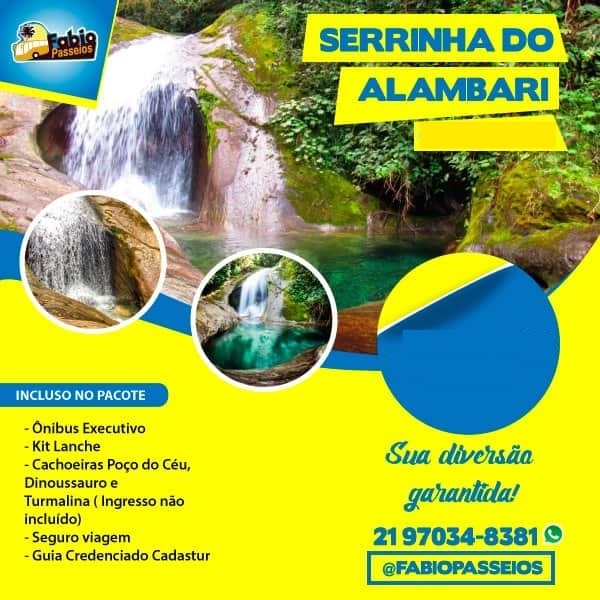 Fabio
Passeios
SERRINHA DO
ALAMBARI
INCLUSO NO PACOTE
- Ônibus Executivo
- Kit Lanche
- Cachoeiras Poço do Céu,
Dinoussauro e
Turmalina ( Ingresso não
incluído)
- Seguro viagem
- Guia Credenciado Cadastur
Sua diversão
garantida!
21 97034-8381
@FABIOPASSEIOS